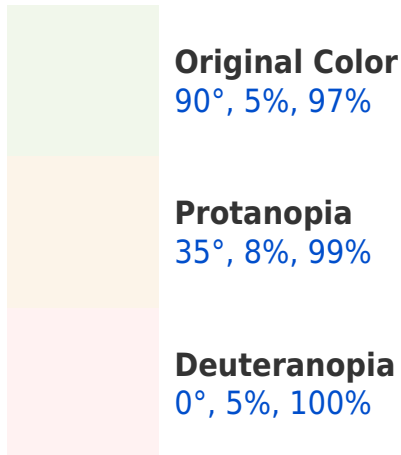 Original Color
90°, 5%, 97%
Protanopia
35°, 8%, 99%
Deuteranopia
0°, 5%, 100%